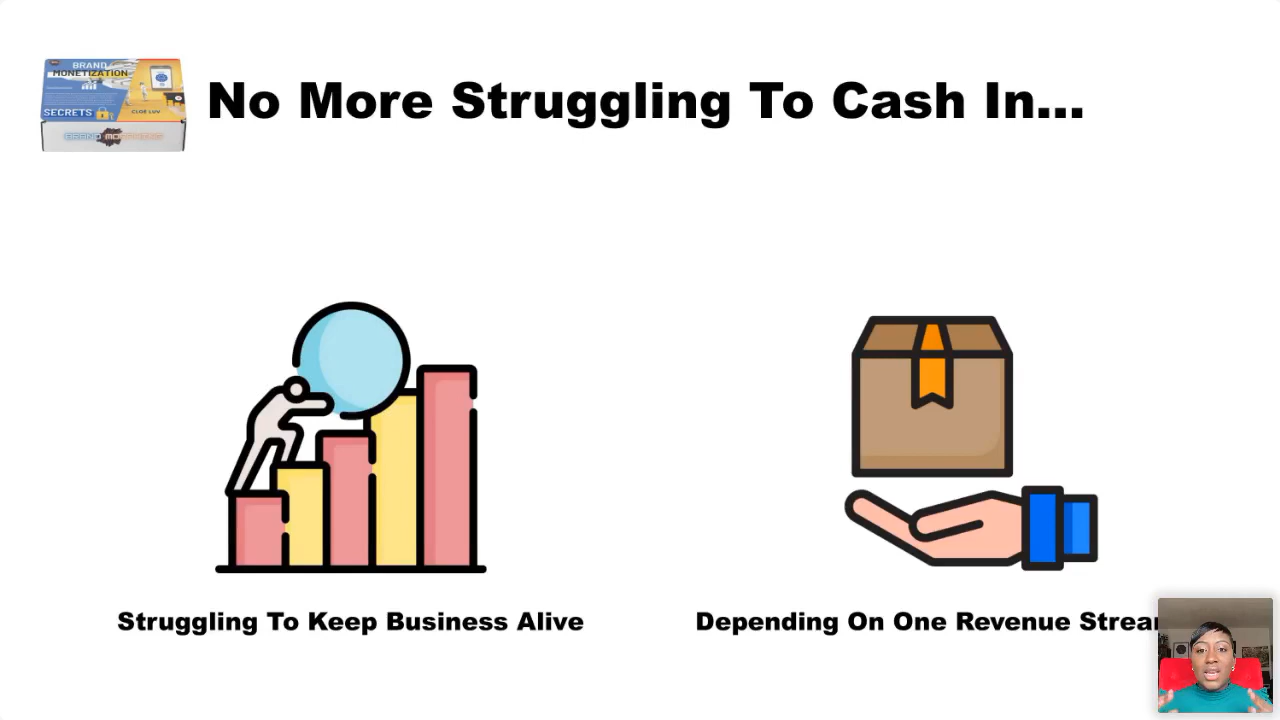 BRAND
MONETIZATION
SECRETS
CLOE LUV
No More Struggling To Cash In...
Struggling To Keep Business Alive
Depending On One Revenue Strea